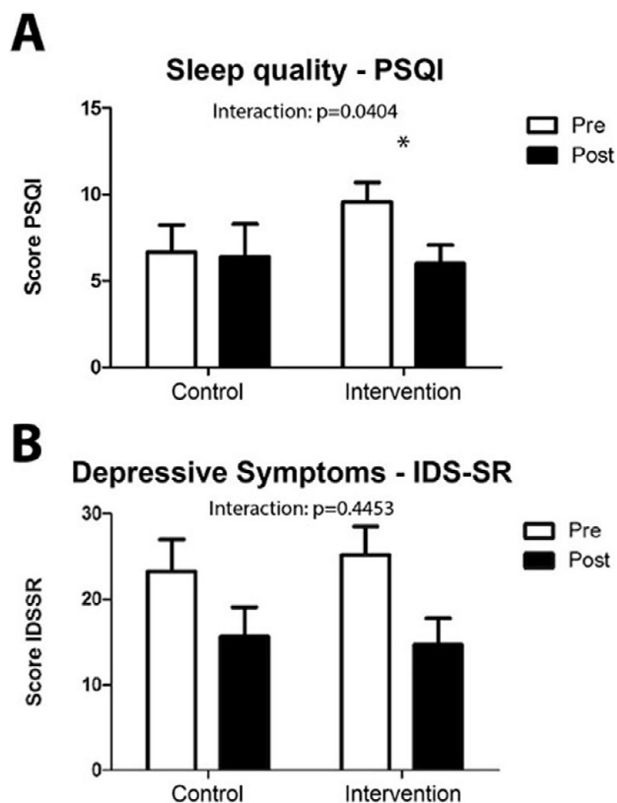 A
Sleep quality - PSQI
Interaction: p=0.0404
*
Pre
Post
15
10
5
0
Score PSQI
Control
Intervention
B
Depressive Symptoms - IDS-SR
Interaction: p=0.4453
Pre
Post
30
20
10
0
Score IDSSR
Control
Intervention